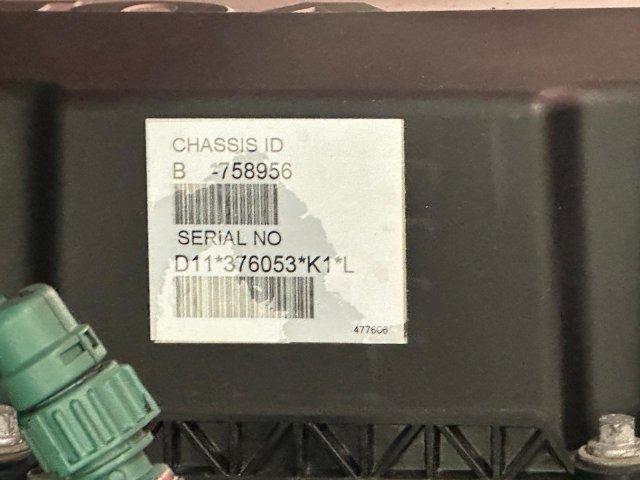 CHASSIS ID
B -758956
SERIAL NO
D11*376053*K1*L
477606